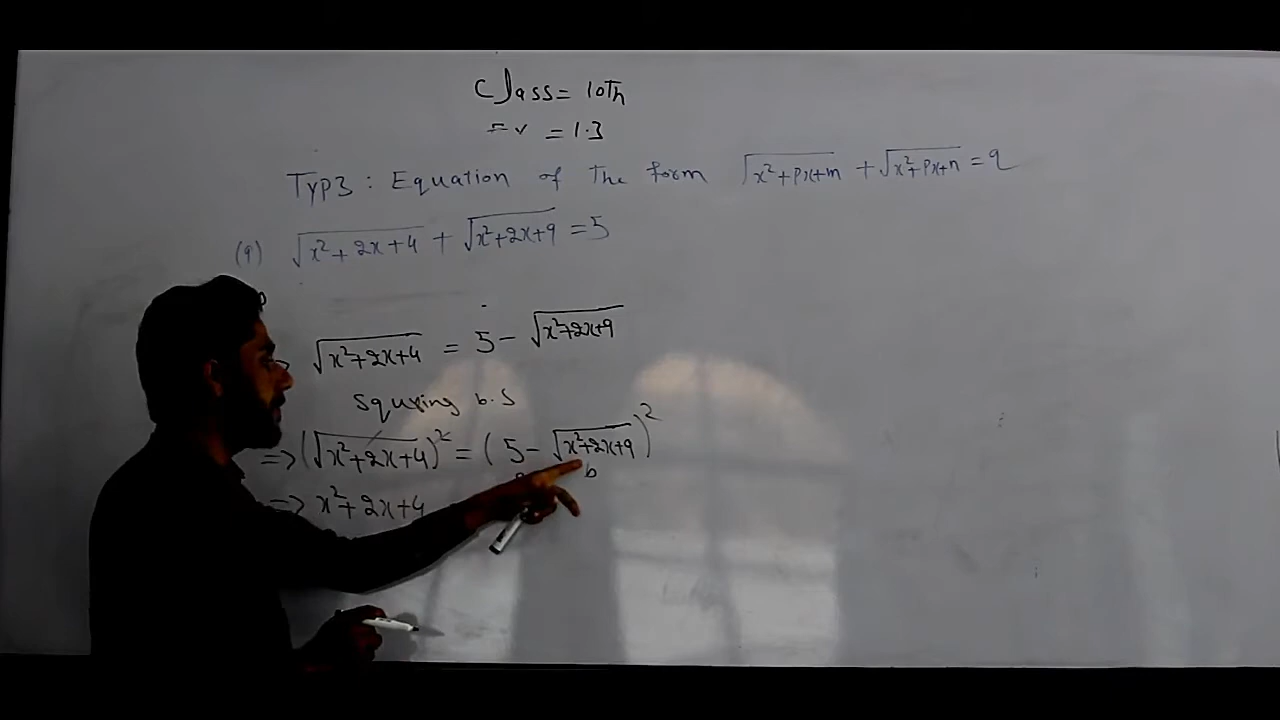 Class = 10Th
Ex = 1.3
Typ3 : Equation of The form √x²+px+m + √x²+px+n = q
(9) √x²+2x+4 + √x²+2x+9 = 5
√x²+2x+4 = 5 - √x²+2x+9
Squring b.S
=> (√x²+2x+4)² = (5 - √x²+2x+9)²
b
=> x²+2x+4